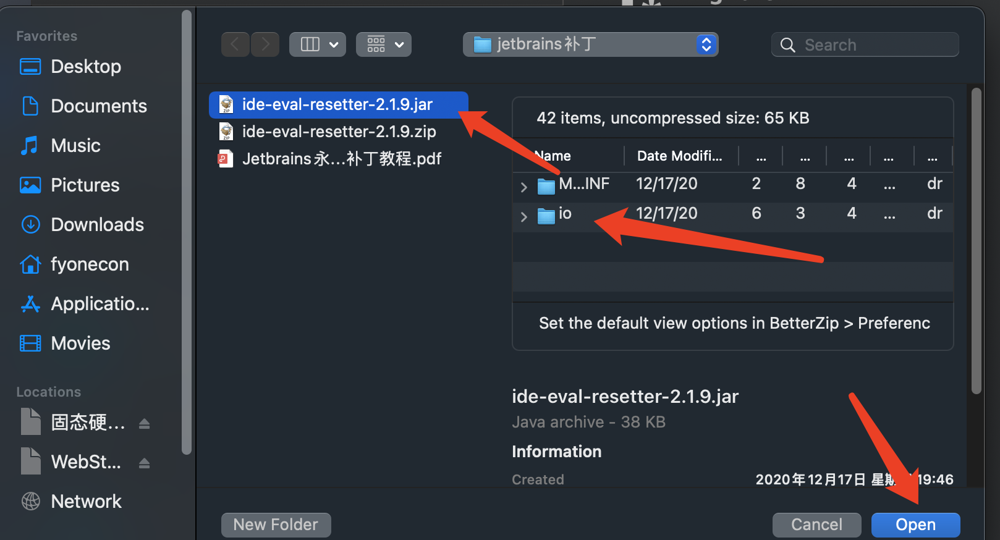 Favorites
Desktop
Documents
Music
Pictures
Downloads
fyonecon
Applicatio...
Movies
Locations
固态硬...
WebSt...
Network
jetbrains补丁
Search
ide-eval-resetter-2.1.9.jar
ide-eval-resetter-2.1.9.zip
Jetbrains永...补丁教程.pdf
42 items, uncompressed size: 65 KB
Name Date Modifi... ... ... ... ... ...
M...INF 12/17/20 2 8 4 ... dr
io 12/17/20 6 3 4 ... dr
Set the default view options in BetterZip > Preferenc
ide-eval-resetter-2.1.9.jar
Java archive - 38 KB
Information
Created 2020年12月17日 星期 19:46
New Folder Cancel Open
ZIP
ZIP